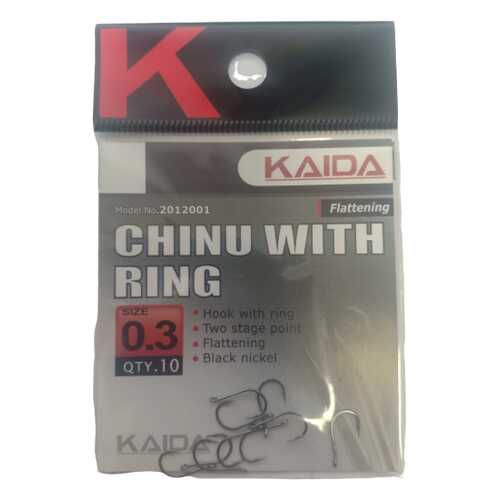 K
KAIDA
Model No.2012001
Flattening
CHINU WITH
RING
SIZE
0.3
QTY.10
• Hook with ring
• Two stage point
• Flattening
• Black nickel
KAIDA